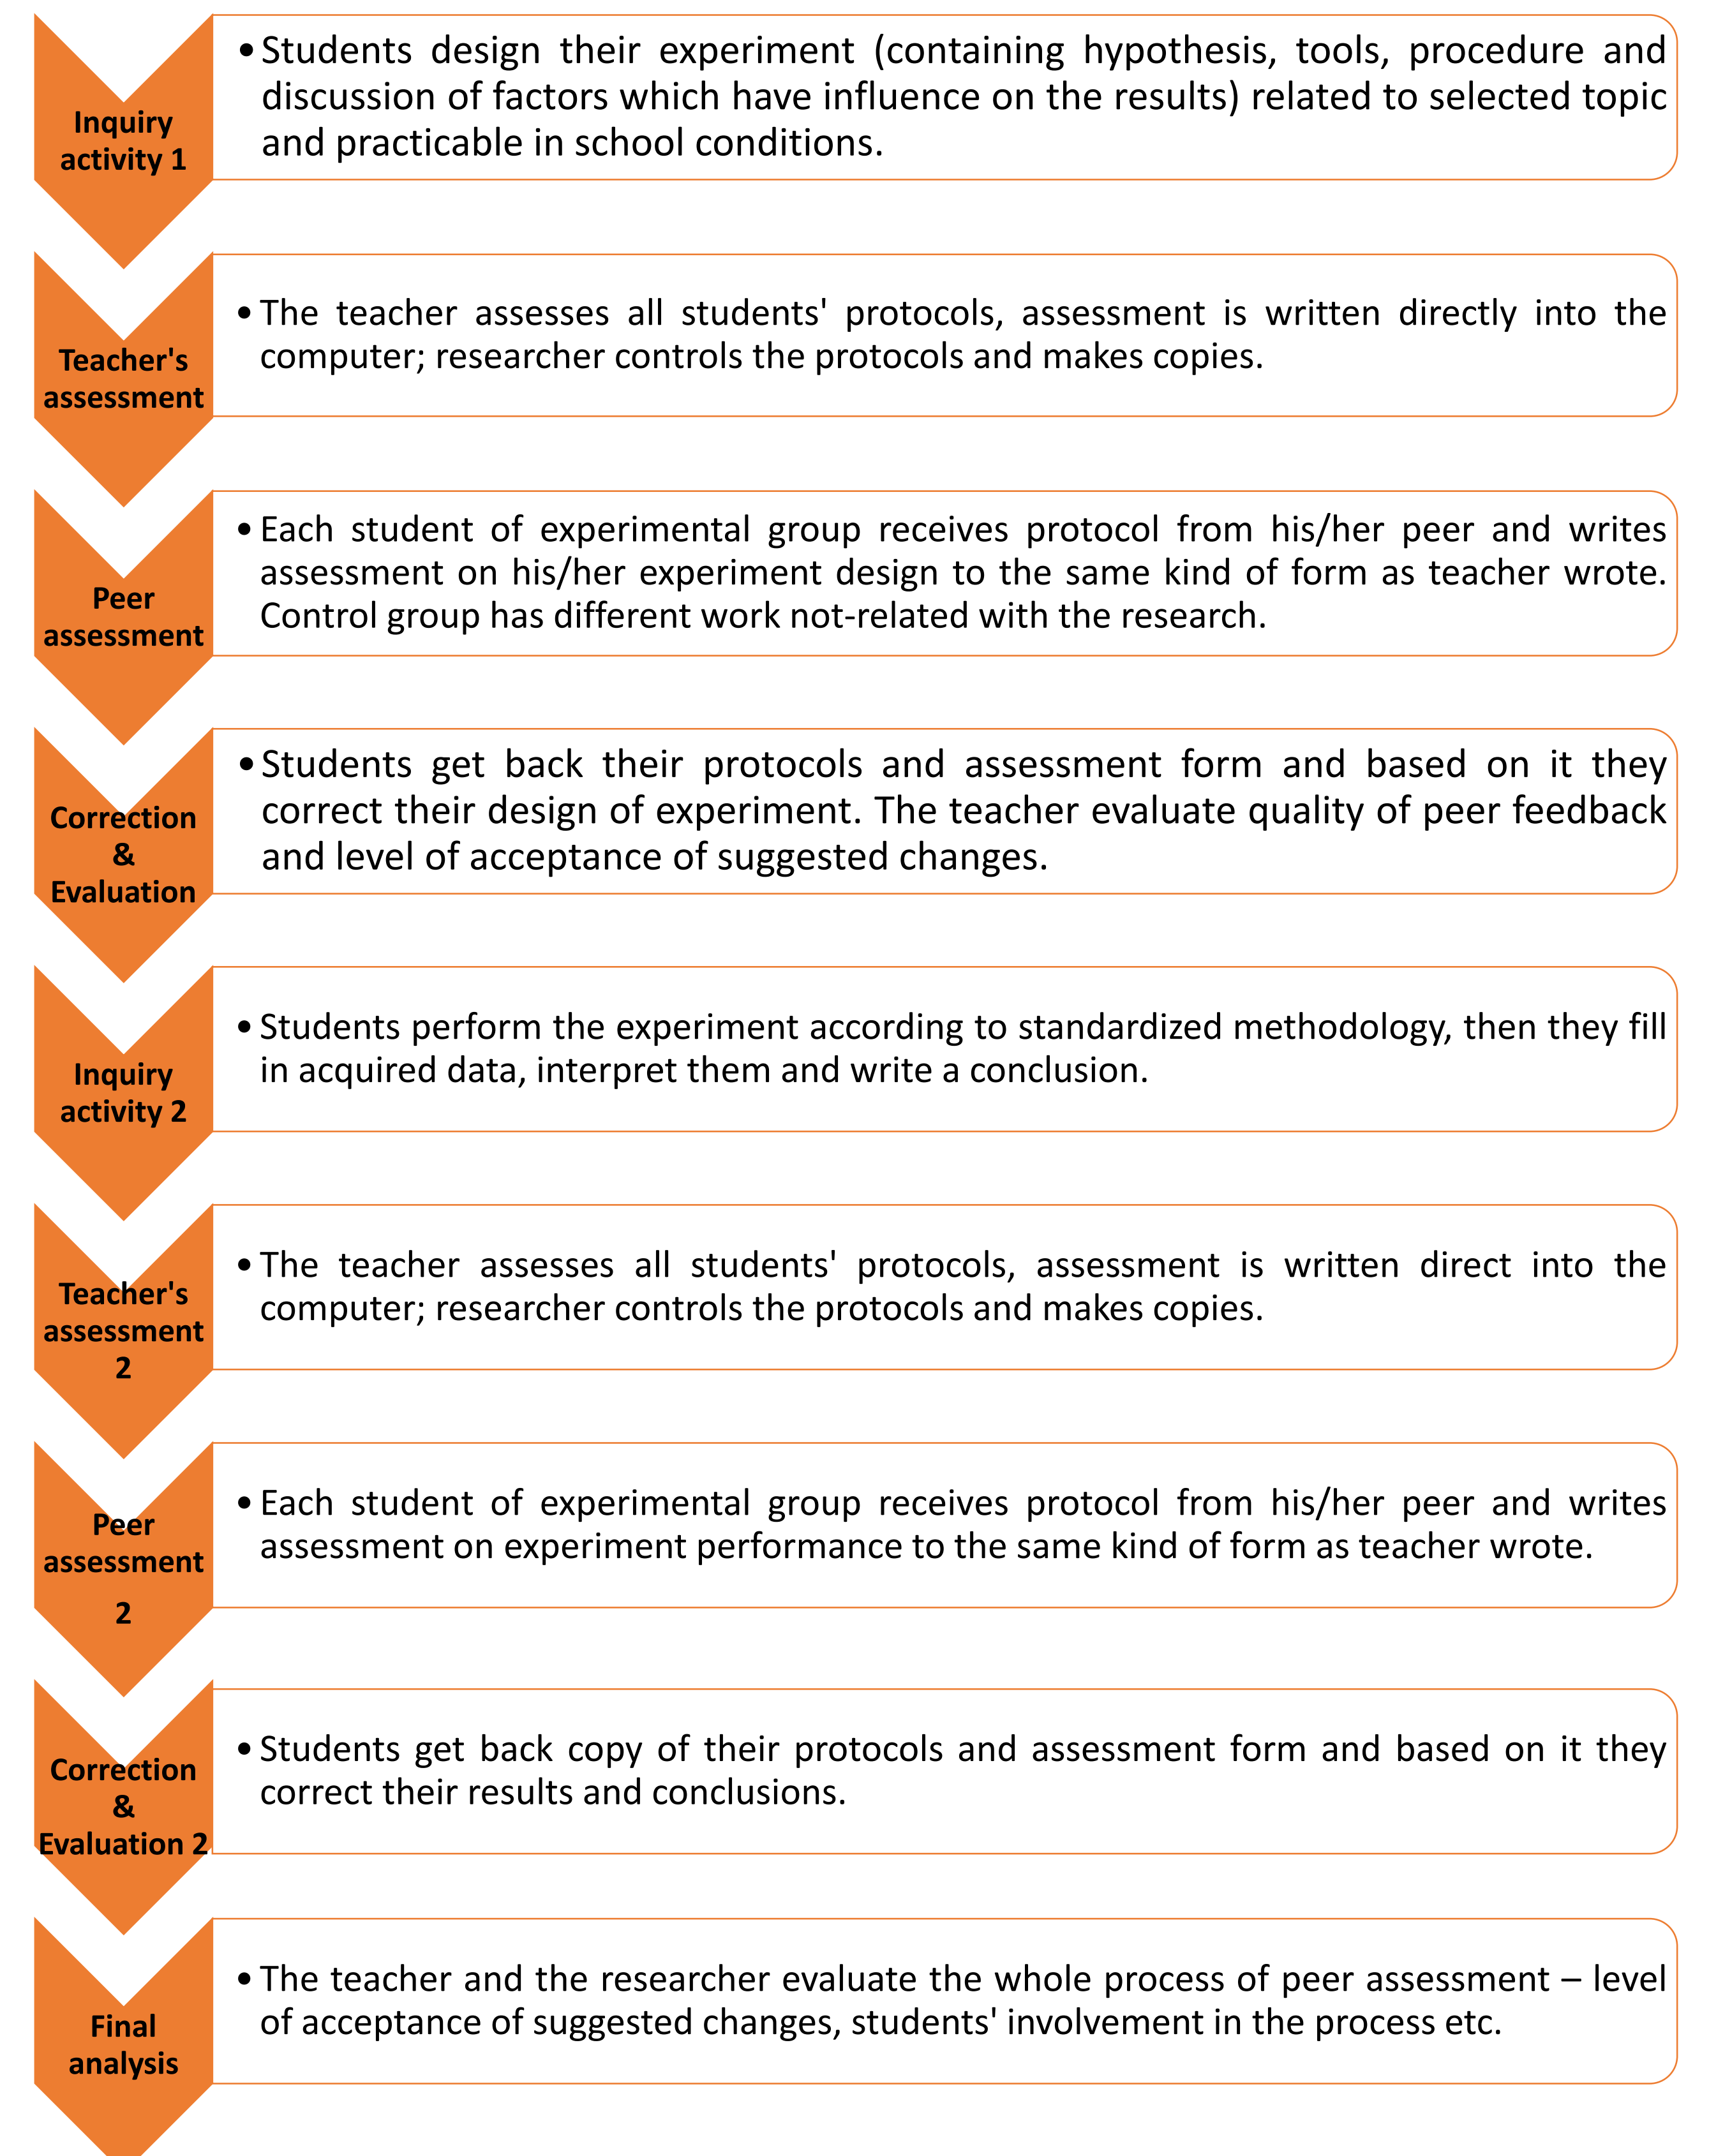 Inquiry
activity 1
•Students design their experiment (containing hypothesis, tools, procedure and
discussion of factors which have influence on the results) related to selected topic
and practicable in school conditions.
Teacher's
assessment
•The teacher assesses all students' protocols, assessment is written directly into the
computer; researcher controls the protocols and makes copies.
Peer
assessment
•Each student of experimental group receives protocol from his/her peer and writes
assessment on his/her experiment design to the same kind of form as teacher wrote.
Control group has different work not-related with the research.
Correction
&
Evaluation
•Students get back their protocols and assessment form and based on it they
correct their design of experiment. The teacher evaluate quality of peer feedback
and level of acceptance of suggested changes.
Inquiry
activity 2
•Students perform the experiment according to standardized methodology, then they fill
in acquired data, interpret them and write a conclusion.
Teacher's
assessment
2
•The teacher assesses all students' protocols, assessment is written direct into the
computer; researcher controls the protocols and makes copies.
Peer
assessment
2
•Each student of experimental group receives protocol from his/her peer and writes
assessment on experiment performance to the same kind of form as teacher wrote.
Correction
&
Evaluation 2
•Students get back copy of their protocols and assessment form and based on it they
correct their results and conclusions.
Final
analysis
•The teacher and the researcher evaluate the whole process of peer assessment – level
of acceptance of suggested changes, students' involvement in the process etc.